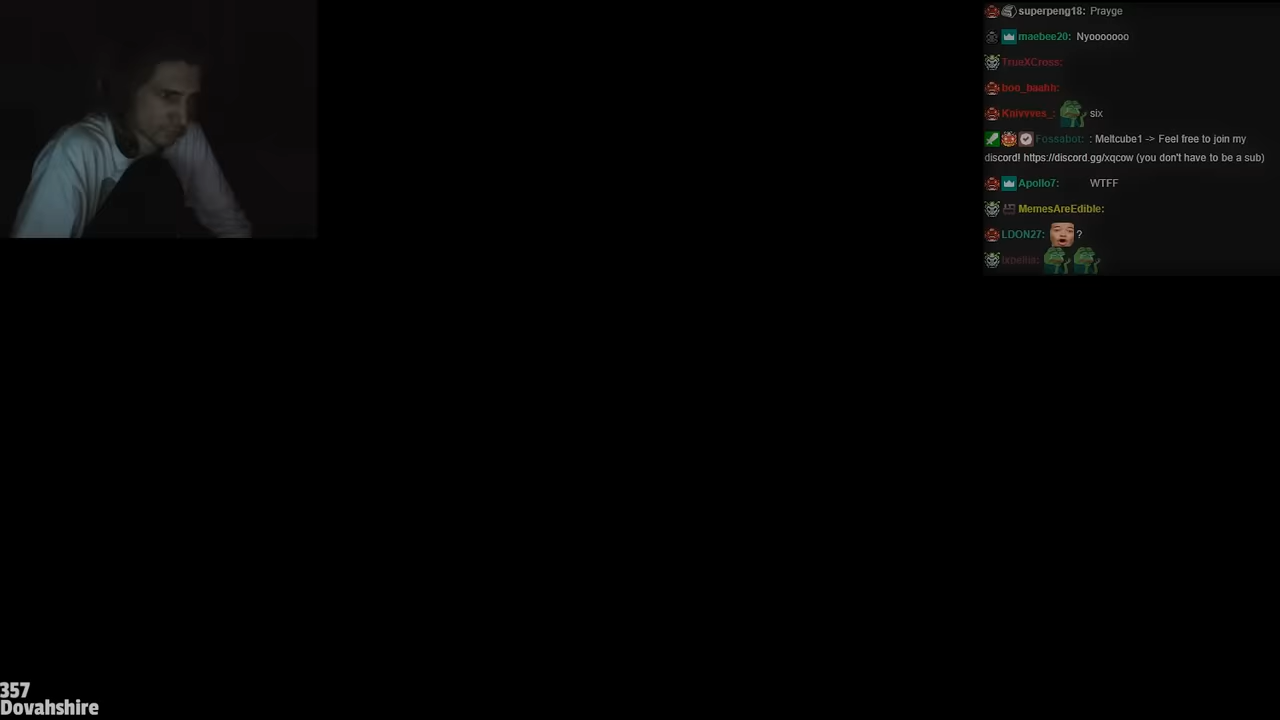 superpeng18: Prayge
maebee20: Nyooooooo
TrueXCross:
boo_baahh:
Knivvves_: six
Fossabot: : Meltcube1 -> Feel free to join my
discord! https://discord.gg/xqcow (you don't have to be a sub)
Apollo7: WTFF
MemesAreEdible:
LDON27: ?
357
Dovahshire